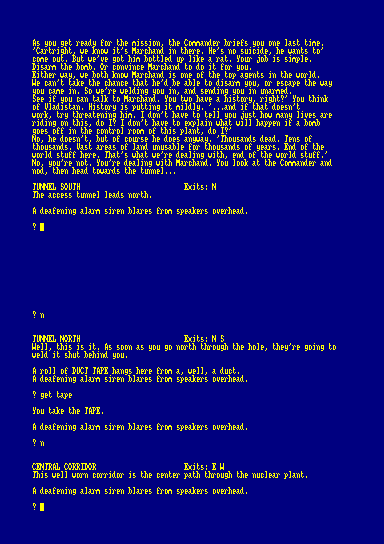 As you get ready for the mission, the Commander briefs you one last time.
'Cartright, we know it's Marchand in there. He's no suicide, he wants to
come out. But we've got him bottled up like a rat. Your job is simple.
Disarm the bomb. Or convince Marchand to do it for you.
Either way, we both know Marchand is one of the top agents in the world.
We can't take the chance that he'd be able to disarm you, or escape the way
you came in. So we're welding you in, and sending you in unarmed.
See if you can talk to Marchand. You two have a history, right?' You think
of Vladistan. History is putting it mildly. '...and if that doesn't
work, try threatening him. I don't have to tell you just how many lives are
riding on this, do I? I don't have to explain what will happen if a bomb
goes off in the control room of this plant, do I?'
No, he doesn't, but of course he does anyway. 'Thousands dead. Tens of
thousands. Vast areas of land unusable for thousands of years. End of the
world stuff here. That's what we're dealing with, end of the world stuff.'
No, you're not. You're dealing with Marchand. You look at the Commander and
nod, then head towards the tunnel...
TUNNEL SOUTH Exits: N
The access tunnel leads north.
A deafening alarm siren blares from speakers overhead.
?
? n
TUNNEL NORTH Exits: N S
Well, this is it. As soon as you go north through the hole, they're going to
weld it shut behind you.
A roll of DUCT TAPE hangs here from a, well, a duct.
A deafening alarm siren blares from speakers overhead.
? get tape
You take the TAPE.
A deafening alarm siren blares from speakers overhead.
? n
CENTRAL CORRIDOR Exits: E W
This well worn corridor is the center path through the nuclear plant.
A deafening alarm siren blares from speakers overhead.
?